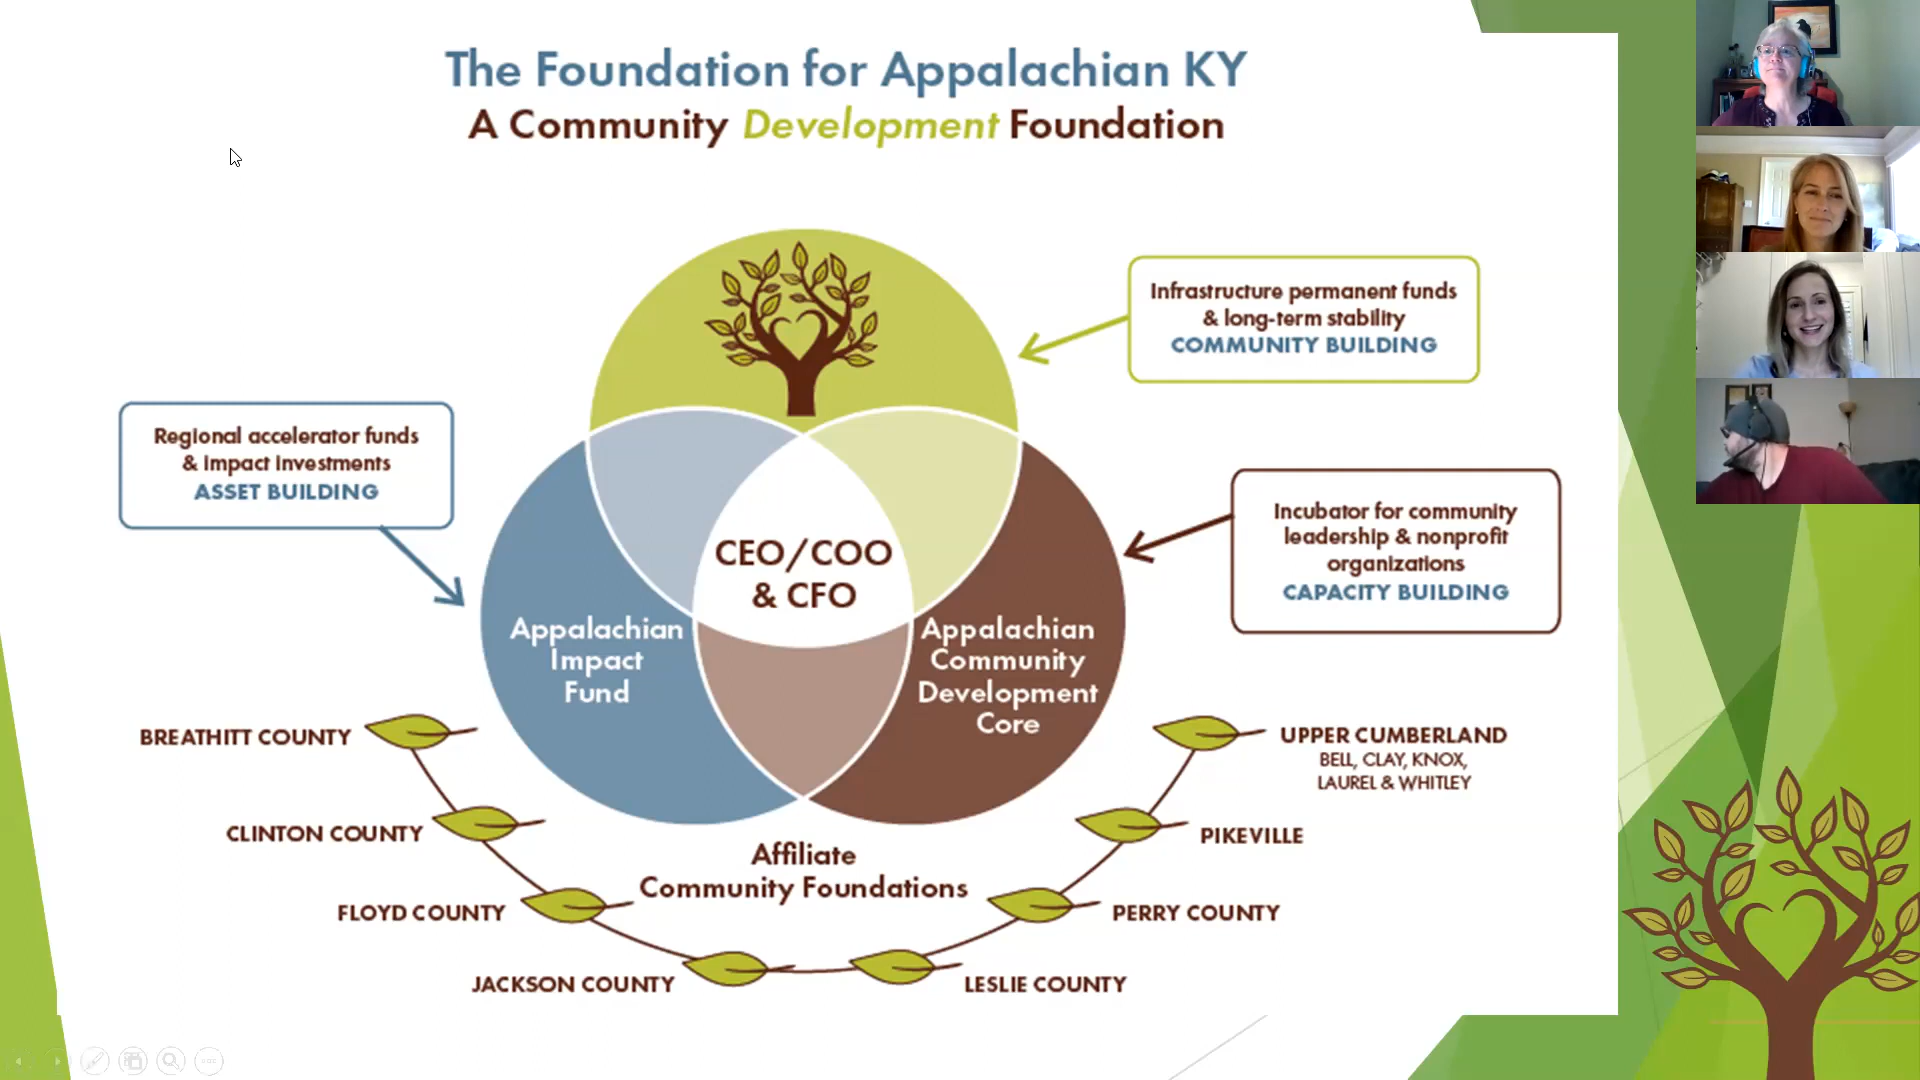 The Foundation for Appalachian KY
A Community Development Foundation
Infrastructure permanent funds
& long-term stability
COMMUNITY BUILDING
Regional accelerator funds
& impact investments
ASSET BUILDING
Incubator for community
leadership & nonprofit
organizations
CAPACITY BUILDING
CEO/COO
& CFO
Appalachian
Impact
Fund
Appalachian
Community
Development
Core
BREATHITT COUNTY
CLINTON COUNTY
FLOYD COUNTY
JACKSON COUNTY
Affiliate
Community Foundations
LESLIE COUNTY
PERRY COUNTY
PIKEVILLE
UPPER CUMBERLAND
BELL, CLAY, KNOX,
LAUREL & WHITLEY